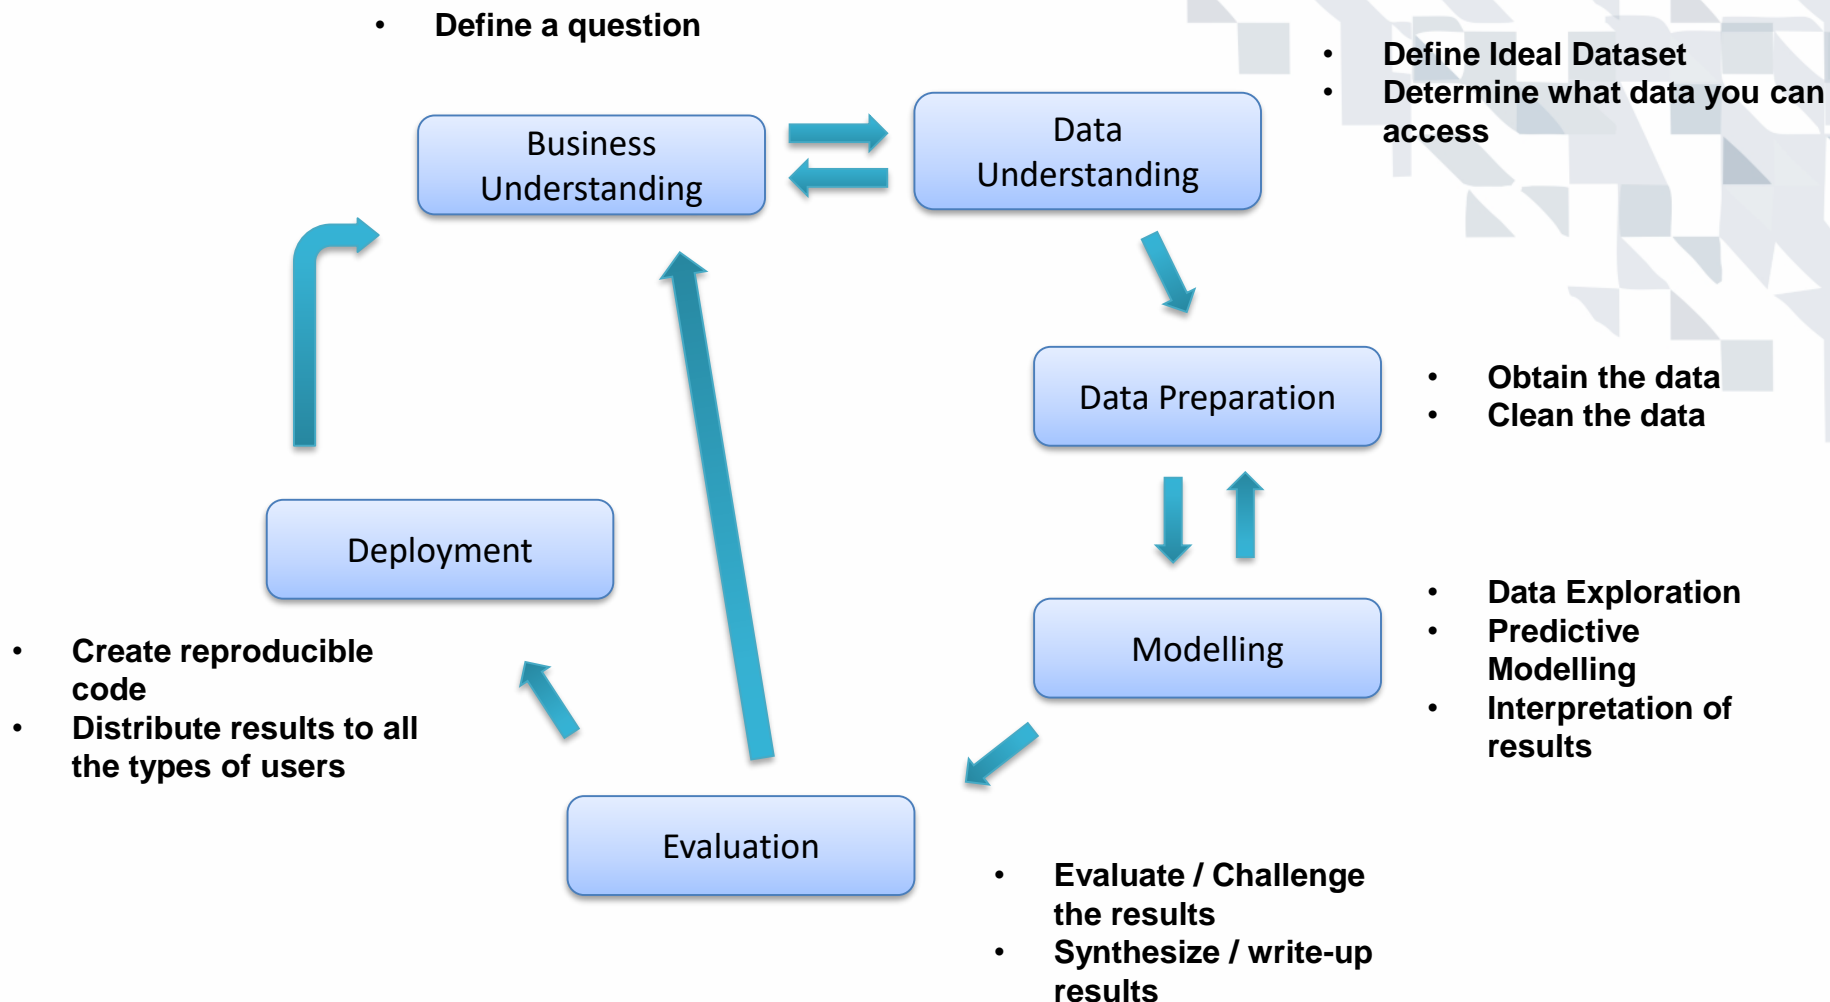 • Define a question
• Define Ideal Dataset
• Determine what data you can
access
Business
Understanding
Data
Understanding
Data Preparation
• Obtain the data
• Clean the data
Deployment
Modelling
• Data Exploration
• Predictive
Modelling
• Interpretation of
results
• Create reproducible
code
• Distribute results to all
the types of users
Evaluation
• Evaluate / Challenge
the results
• Synthesize / write-up
results